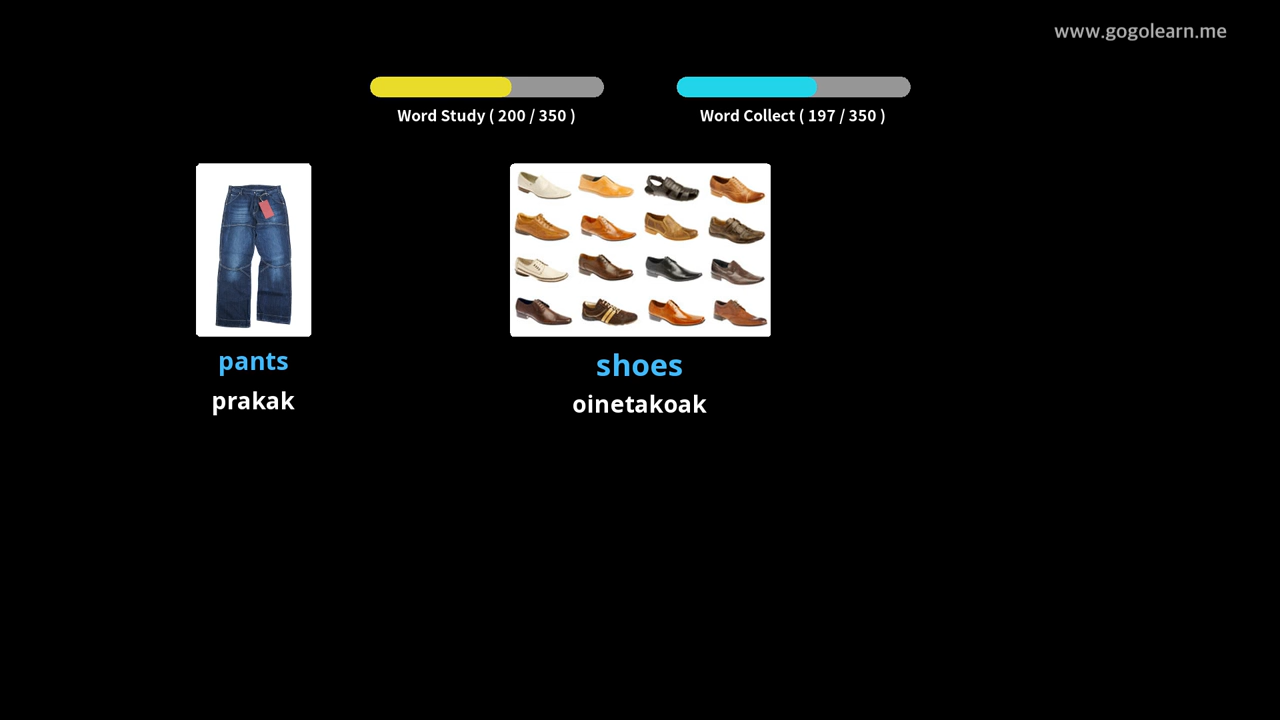 www.gogolearn.me
Word Study ( 200 / 350 )
Word Collect ( 197 / 350 )
pants
prakak
shoes
oinetakoak